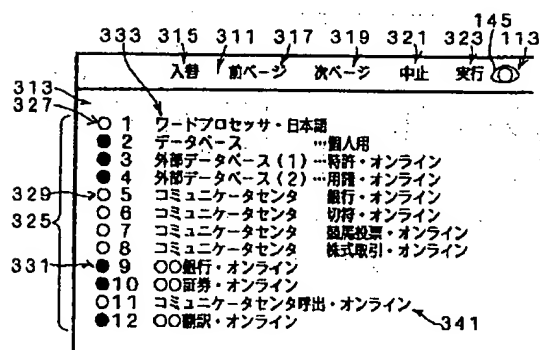 145
333 315 311 317 319 321 323 113
入替 前ページ 次ページ 中止 実行
313
327 ○ 1 ワードプロセッサ・日本語
● 2 データベース …個人用
● 3 外部データベース(1)…特許・オンライン
● 4 外部データベース(2)…用語・オンライン
329 ○ 5 コミュニケータセンタ 銀行・オンライン
325 ○ 6 コミュニケータセンタ 切符・オンライン
○ 7 コミュニケータセンタ 競馬投票・オンライン
○ 8 コミュニケータセンタ 株式取引・オンライン
331 ● 9 ○○銀行・オンライン
●10 ○○証券・オンライン
○11 コミュニケータセンタ呼出・オンライン
●12 ○○翻訳・オンライン 341